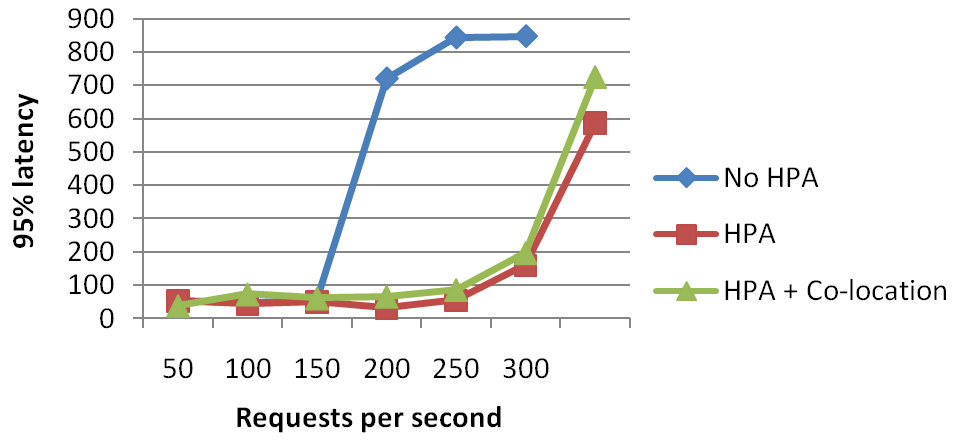 900
800
700
600
500
400
300
200
100
0
95% latency
50 100 150 200 250 300
Requests per second
No HPA
HPA
HPA + Co-location